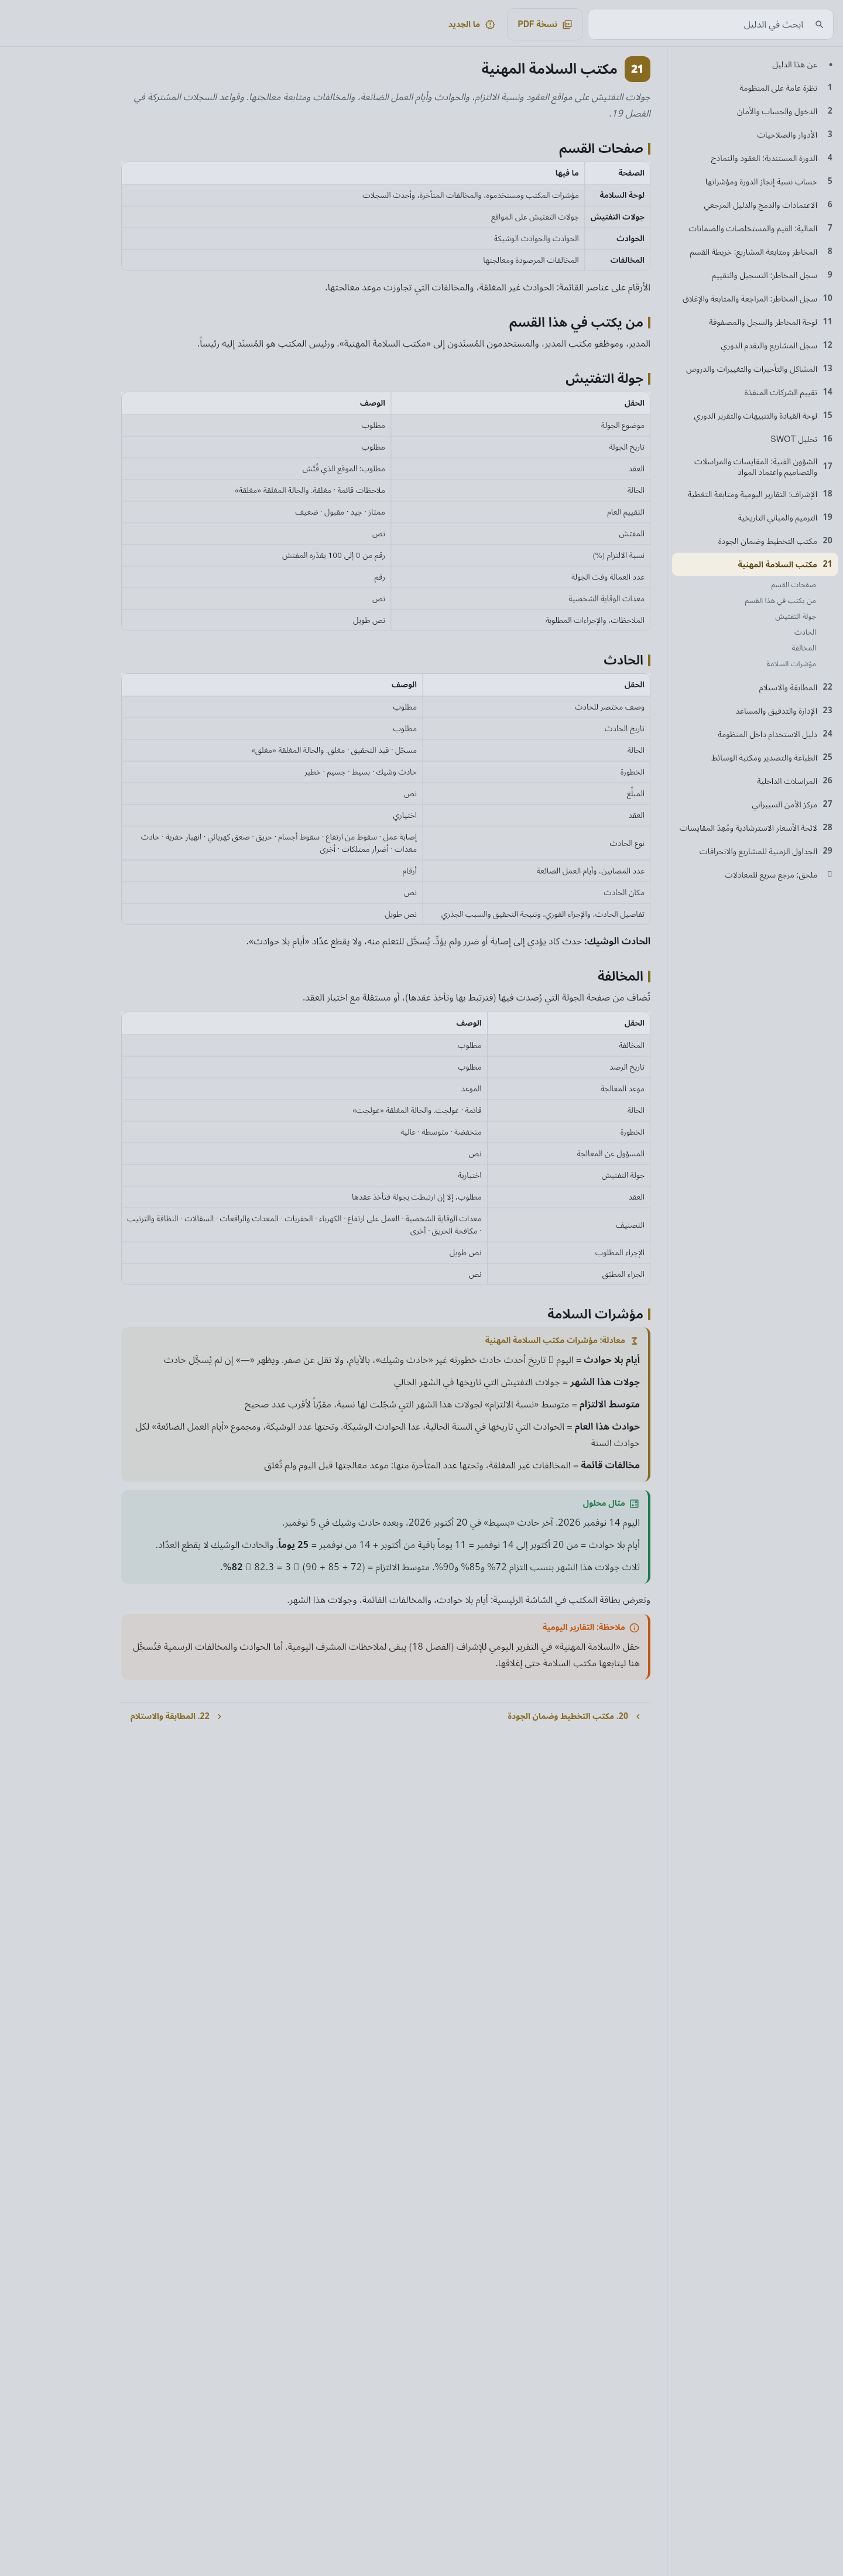 ابحث في الدليل
نسخة PDF
ما الجديد
عن هذا الدليل
1 نظرة عامة على المنظومة
2 الدخول والحساب والأمان
3 الأدوار والصلاحيات
4 الدورة المستندية: العقود والنماذج
5 حساب نسبة إنجاز الدورة ومؤشراتها
6 الاعتمادات والدمج والدليل المرجعي
7 المالية: القيم والمستخلصات والضمانات
8 المخاطر ومتابعة المشاريع: خريطة القسم
9 سجل المخاطر: التسجيل والتقييم
10 سجل المخاطر: المراجعة والمتابعة والإغلاق
11 لوحة المخاطر والسجل والمصفوفة
12 سجل المشاريع والتقدم الدوري
13 المشاكل والتأخيرات والتغييرات والدروس
14 تقييم الشركات المنفذة
15 لوحة القيادة والتنبيهات والتقرير الدوري
16 تحليل SWOT
17 الشؤون الفنية: المقايسات والمراسلات
والتصاميم واعتماد المواد
18 الإشراف: التقارير اليومية ومتابعة التغطية
19 الترميم والمباني التاريخية
20 مكتب التخطيط وضمان الجودة
21 مكتب السلامة المهنية
صفحات القسم
من يكتب في هذا القسم
جولة التفتيش
الحادث
المخالفة
مؤشرات السلامة
22 المطابقة والاستلام
23 الإدارة والتدقيق والمساعد
24 دليل الاستخدام داخل المنظومة
25 الطباعة والتصدير ومكتبة الوسائط
26 المراسلات الداخلية
27 مركز الأمن السيبراني
28 لائحة الأسعار الاسترشادية ومُعِدّ المقايسات
29 الجداول الزمنية للمشاريع والانحرافات
ملحق: مرجع سريع للمعادلات
21 مكتب السلامة المهنية
جولات التفتيش على مواقع العقود ونسبة الالتزام، والحوادث وأيام العمل الضائعة، والمخالفات ومتابعة معالجتها. وقواعد السجلات المشتركة في
الفصل 19.
صفحات القسم
الصفحة ما فيها
لوحة السلامة مؤشرات المكتب ومستخدموه، والمخالفات المتأخرة، وأحدث السجلات
جولات التفتيش جولات التفتيش على المواقع
الحوادث الحوادث والحوادث الوشيكة
المخالفات المخالفات المرصودة ومعالجتها
الأرقام على عناصر القائمة: الحوادث غير المغلقة، والمخالفات التي تجاوزت موعد معالجتها.
من يكتب في هذا القسم
المدير، وموظفو مكتب المدير، والمستخدمون المُسنَدون إلى «مكتب السلامة المهنية». ورئيس المكتب هو المُسنَد إليه رئيساً.
جولة التفتيش
الحقل الوصف
موضوع الجولة مطلوب
تاريخ الجولة مطلوب
العقد مطلوب: الموقع الذي فُتّش
الحالة ملاحظات قائمة · مغلقة. والحالة المغلقة «مغلقة»
التقييم العام ممتاز · جيد · مقبول · ضعيف
المفتش نص
نسبة الالتزام (%) رقم من 0 إلى 100 يقدّره المفتش
عدد العمالة وقت الجولة رقم
معدات الوقاية الشخصية نص
الملاحظات، والإجراءات المطلوبة نص طويل
الحادث
الحقل الوصف
وصف مختصر للحادث مطلوب
تاريخ الحادث مطلوب
الحالة مسجّل · قيد التحقيق · مغلق. والحالة المغلقة «مغلق»
الخطورة حادث وشيك · بسيط · جسيم · خطير
المبلّغ نص
العقد اختياري
نوع الحادث إصابة عمل · سقوط من ارتفاع · سقوط أجسام · حريق · صعق كهربائي · انهيار حفرية · حادث
معدات · أضرار ممتلكات · أخرى
عدد المصابين، وأيام العمل الضائعة أرقام
مكان الحادث نص
تفاصيل الحادث، والإجراء الفوري، ونتيجة التحقيق والسبب الجذري نص طويل
الحادث الوشيك: حدث كاد يؤدي إلى إصابة أو ضرر ولم يؤدِّ. يُسجَّل للتعلم منه، ولا يقطع عدّاد «أيام بلا حوادث».
المخالفة
تُضاف من صفحة الجولة التي رُصدت فيها (فترتبط بها وتأخذ عقدها)، أو مستقلة مع اختيار العقد.
الحقل الوصف
المخالفة مطلوب
تاريخ الرصد مطلوب
موعد المعالجة الموعد
الحالة قائمة · عولجت. والحالة المغلقة «عولجت»
الخطورة منخفضة · متوسطة · عالية
المسؤول عن المعالجة نص
جولة التفتيش اختيارية
العقد مطلوب، إلا إن ارتبطت بجولة فتأخذ عقدها
التصنيف معدات الوقاية الشخصية · العمل على ارتفاع · الكهرباء · الحفريات · المعدات والرافعات · السقالات · النظافة والترتيب
· مكافحة الحريق · أخرى
الإجراء المطلوب نص طويل
الجزاء المطبّق نص
مؤشرات السلامة
معادلة: مؤشرات مكتب السلامة المهنية
أيام بلا حوادث = اليوم تاريخ أحدث حادث خطورته غير «حادث وشيك»، بالأيام، ولا تقل عن صفر. ويظهر «—» إن لم يُسجَّل حادث
جولات هذا الشهر = جولات التفتيش التي تاريخها في الشهر الحالي
متوسط الالتزام = متوسط «نسبة الالتزام» لجولات هذا الشهر التي سُجّلت لها نسبة، مقرّباً لأقرب عدد صحيح
حوادث هذا العام = الحوادث التي تاريخها في السنة الحالية، عدا الحوادث الوشيكة. وتحتها عدد الوشيكة، ومجموع «أيام العمل الضائعة» لكل
حوادث السنة
مخالفات قائمة = المخالفات غير المغلقة، وتحتها عدد المتأخرة منها: موعد معالجتها قبل اليوم ولم تُغلق
مثال محلول
اليوم 14 نوفمبر 2026. آخر حادث «بسيط» في 20 أكتوبر 2026، وبعده حادث وشيك في 5 نوفمبر.
أيام بلا حوادث = من 20 أكتوبر إلى 14 نوفمبر = 11 يوماً باقية من أكتوبر + 14 من نوفمبر = 25 يوماً. والحادث الوشيك لا يقطع العدّاد.
ثلاث جولات هذا الشهر بنسب التزام 72% و85% و90%. متوسط الالتزام = (72 + 85 + 90) 3 = 82.3 82%.
وتعرض بطاقة المكتب في الشاشة الرئيسية: أيام بلا حوادث، والمخالفات القائمة، وجولات هذا الشهر.
ملاحظة: التقارير اليومية
حقل «السلامة المهنية» في التقرير اليومي للإشراف (الفصل 18) يبقى لملاحظات المشرف اليومية. أما الحوادث والمخالفات الرسمية فتُسجَّل
هنا ليتابعها مكتب السلامة حتى إغلاقها.
20. مكتب التخطيط وضمان الجودة
22. المطابقة والاستلام